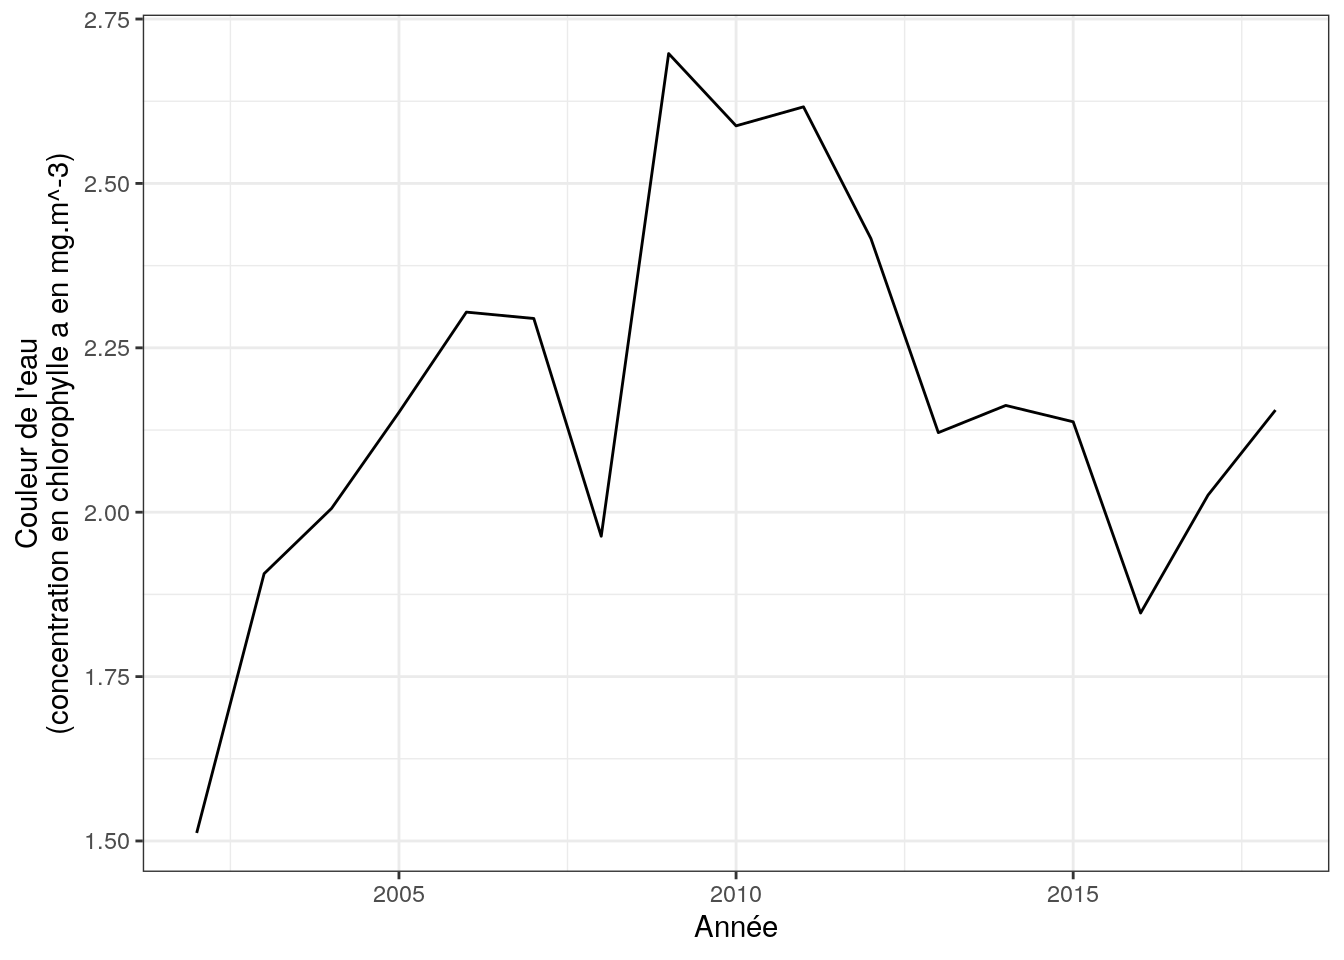 Couleur de l'eau
(concentration en chlorophylle a en mg.m^-3)
2.75
2.50
2.25
2.00
1.75
1.50
2005 2010 2015
Année